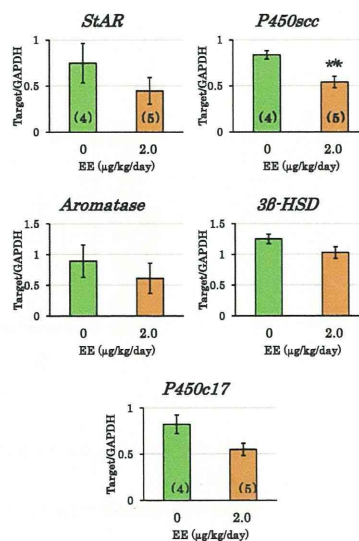 StAR
Target/GAPDH
1
0.5
0
(4)
(5)
0
2.0
EE (µg/kg/day)
P450scc
Target/GAPDH
1
0.5
0
**
(4)
(5)
0
2.0
EE (µg/kg/day)
Aromatase
Target/GAPDH
1.5
1
0.5
0
0
2.0
EE (µg/kg/day)
3β-HSD
Target/GAPDH
1.5
1
0.5
0
0
2.0
EE (µg/kg/day)
P450c17
Target/GAPDH
1
0.5
0
(4)
(5)
0
2.0
EE (µg/kg/day)